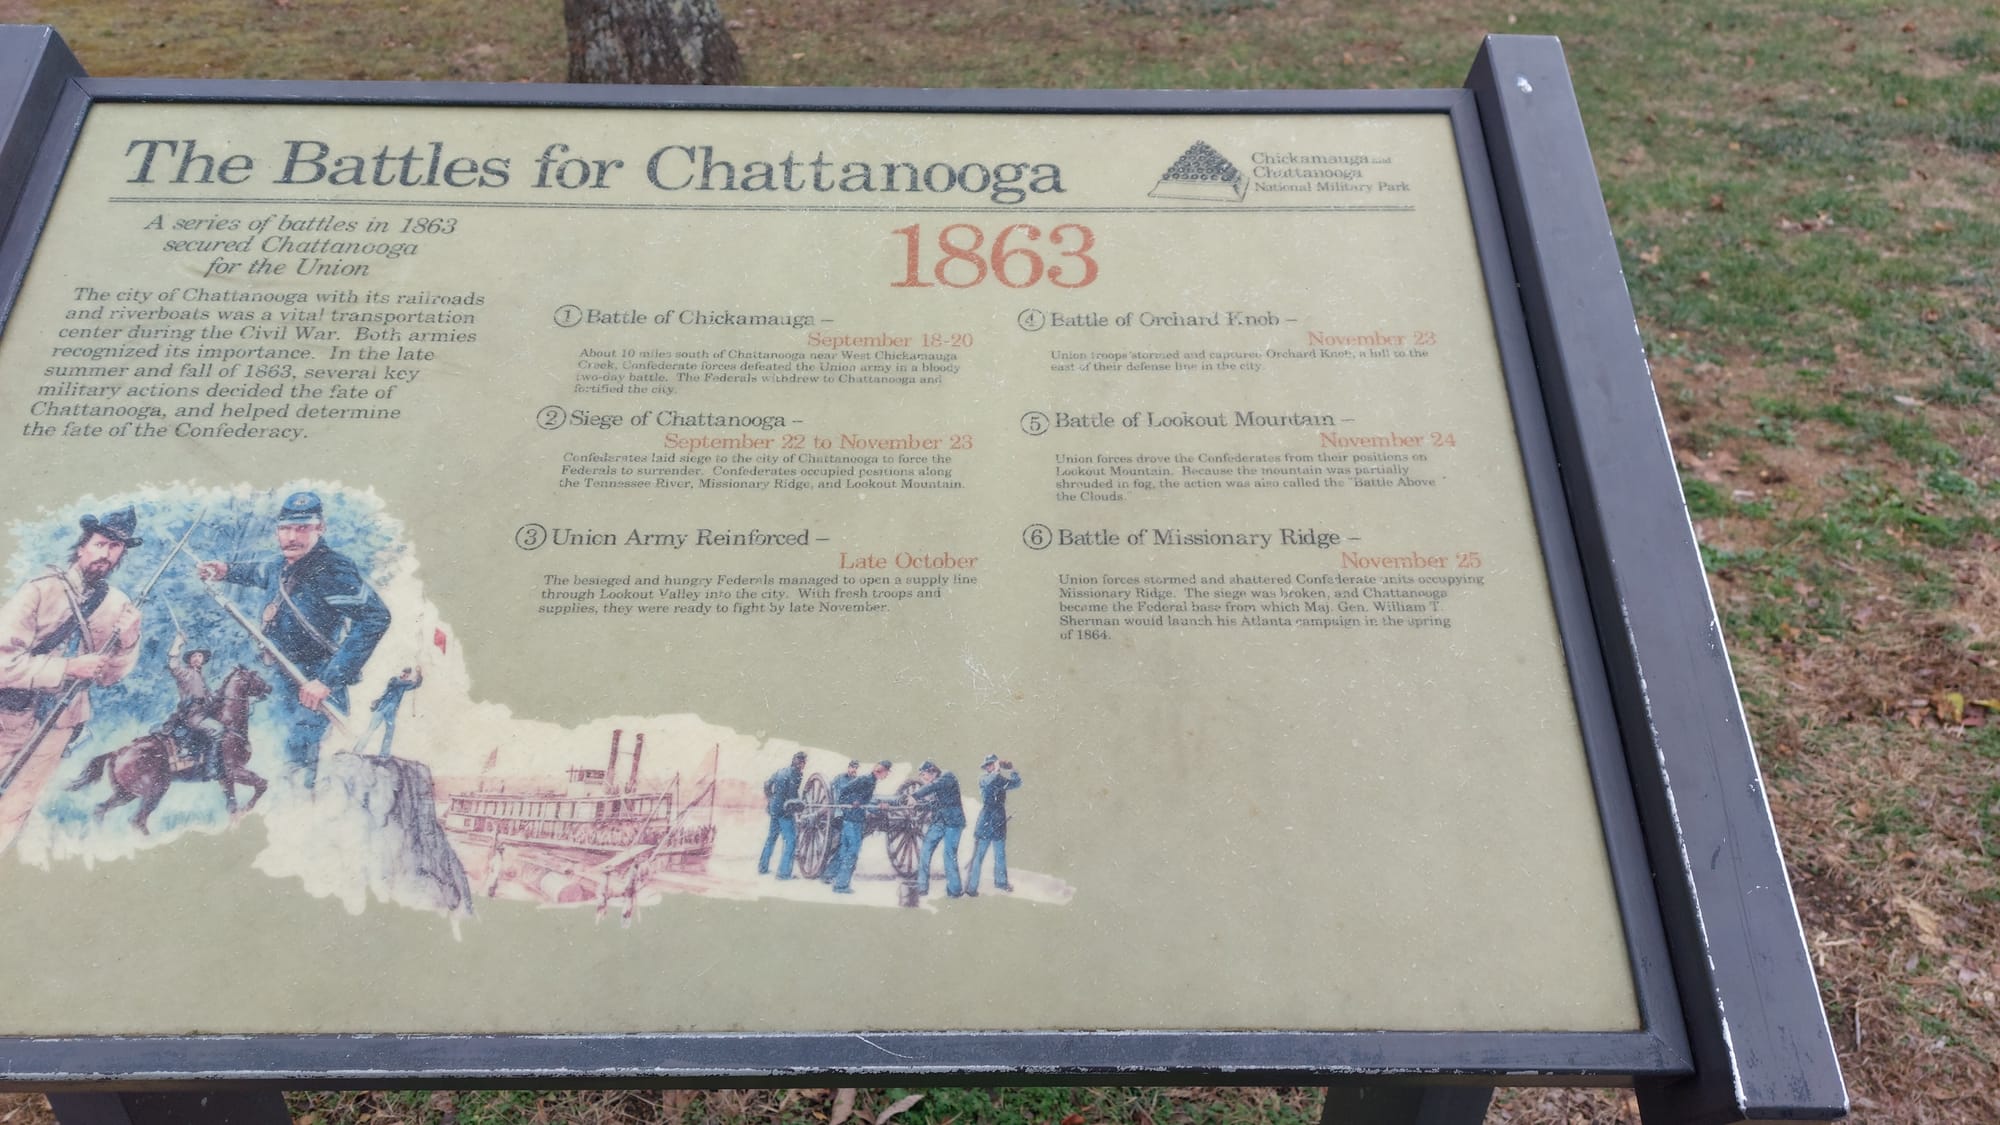 The Battles for Chattanooga
Chickamauga and
Chattanooga
National Military Park
A series of battles in 1863
secured Chattanooga
for the Union
The city of Chattanooga with its railroads
and riverboats was a vital transportation
center during the Civil War. Both armies
recognized its importance. In the late
summer and fall of 1863, several key
military actions decided the fate of
Chattanooga, and helped determine
the fate of the Confederacy.
1863
1 Battle of Chickamauga –
September 18-20
About 10 miles south of Chattanooga near West Chickamauga
Creek, Confederate forces defeated the Union army in a bloody
two-day battle. The Federals withdrew to Chattanooga and
fortified the city.
2 Siege of Chattanooga –
September 22 to November 23
Confederates laid siege to the city of Chattanooga to force the
Federals to surrender. Confederates occupied positions along
the Tennessee River, Missionary Ridge, and Lookout Mountain.
3 Union Army Reinforced –
Late October
The besieged and hungry Federals managed to open a supply line
through Lookout Valley into the city. With fresh troops and
supplies, they were ready to fight by late November.
4 Battle of Orchard Knob –
November 23
Union troops stormed and captured Orchard Knob, a hill to the
east of their defense line in the city.
5 Battle of Lookout Mountain –
November 24
Union forces drove the Confederates from their positions on
Lookout Mountain. Because the mountain was partially
shrouded in fog, the action was also called the "Battle Above
the Clouds."
6 Battle of Missionary Ridge –
November 25
Union forces stormed and shattered Confederate units occupying
Missionary Ridge. The siege was broken, and Chattanooga
became the Federal base from which Maj. Gen. William T.
Sherman would launch his Atlanta campaign in the spring
of 1864.